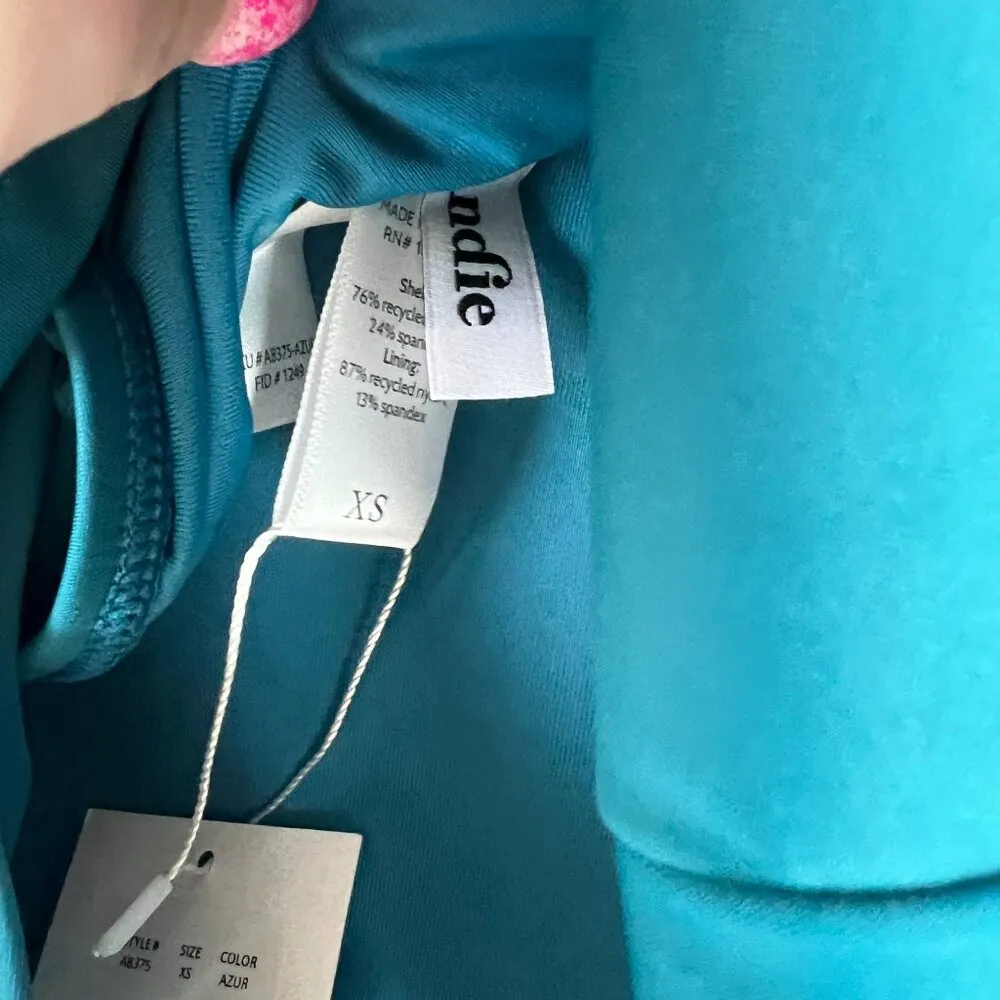 MADE
RN# 1
Shel
76% recycled
24% span
Lining:
87% recycled ny
13% spandex
XS
ndie
U # AB375-AZU
FID # 1249
STYLE# SIZE COLOR
AB375 XS AZUR